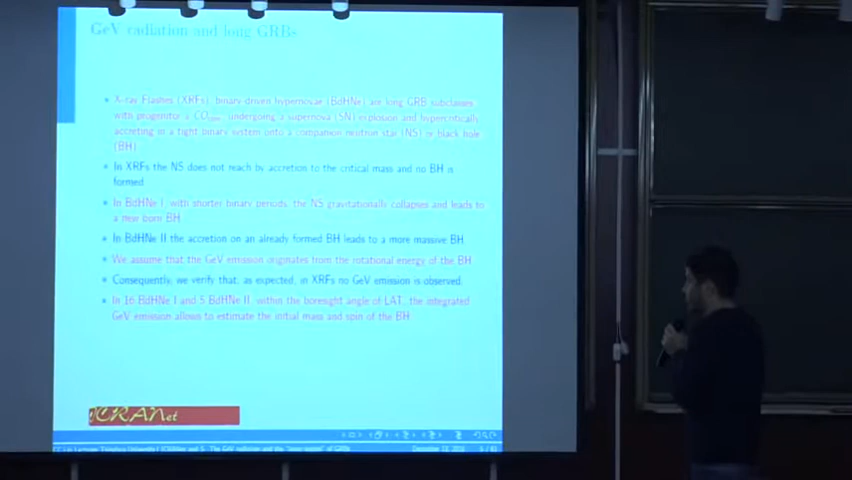 GeV radiation and long GRBs
• X-ray Flashes (XRFs), binary-driven hypernovae (BdHNe) are long GRB subclasses
with progenitor a CO_core undergoing a supernova (SN) explosion and hypercritically
accreting in a tight binary system onto a companion neutron star (NS) or black hole
(BH).
• In XRFs the NS does not reach by accretion to the critical mass and no BH is
formed.
• In BdHNe I, with shorter binary periods, the NS gravitationally collapses and leads to
a new born BH.
• In BdHNe II the accretion on an already formed BH leads to a more massive BH.
• We assume that the GeV emission originates from the rotational energy of the BH.
• Consequently, we verify that, as expected, in XRFs no GeV emission is observed.
• In 16 BdHNe I and 5 BdHNe II, within the boresight angle of LAT, the integrated
GeV emission allows to estimate the initial mass and spin of the BH.
ICRANet
The GeV radiation and the of GRBs